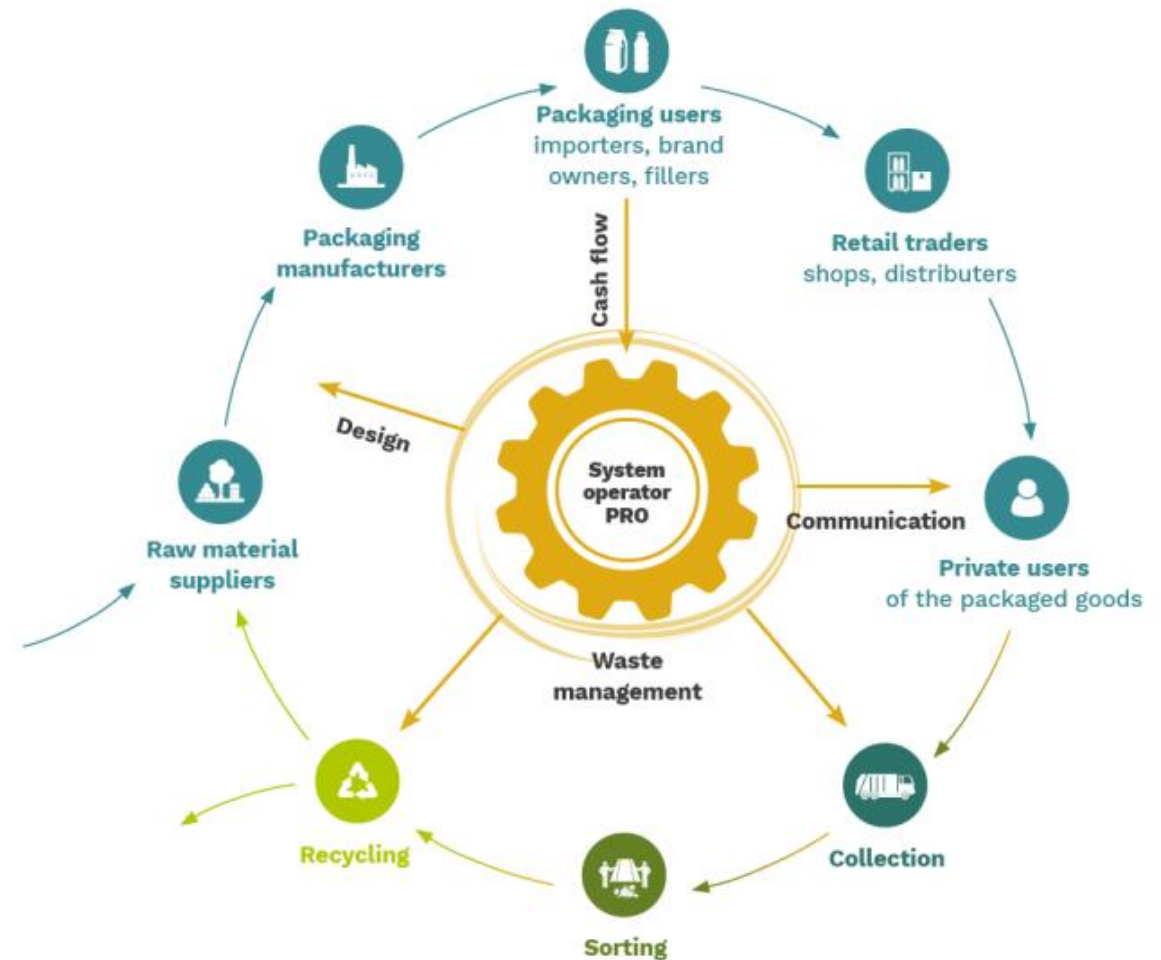 Packaging users
importers, brand
owners, fillers
Packaging
manufacturers
Retail traders
shops, distributers
Cash flow
Design
System
operator
PRO
Communication
Raw material
suppliers
Private users
of the packaged goods
Waste
management
Recycling
Collection
Sorting